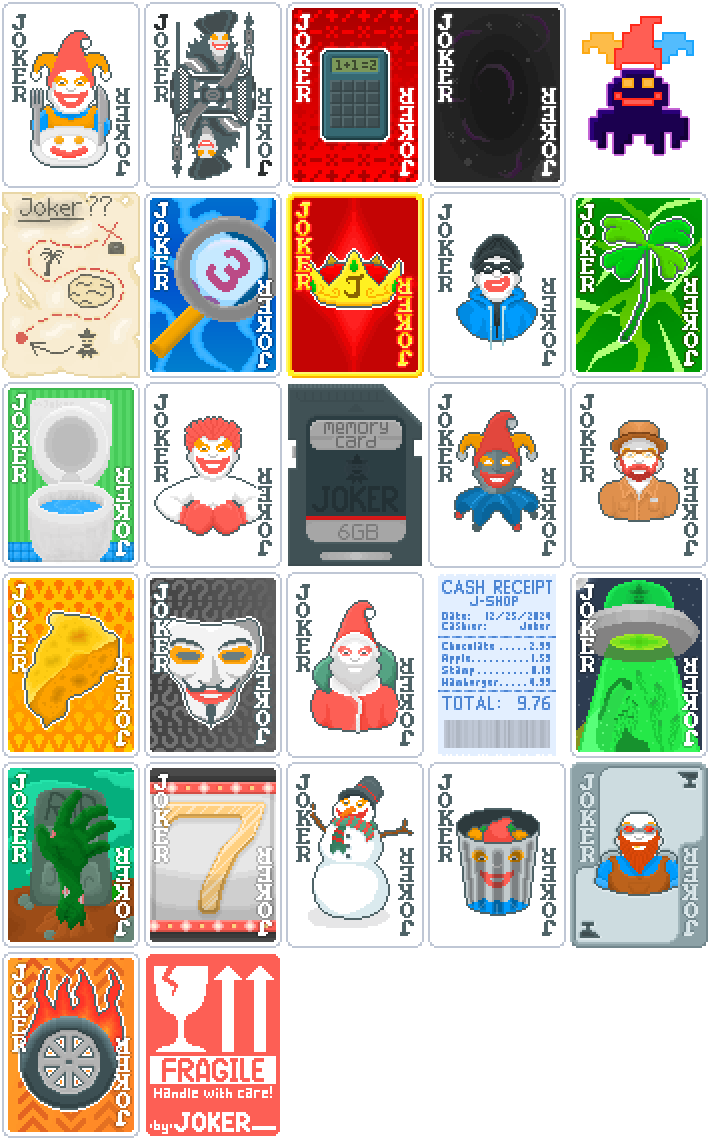 JOKER
JOKER
JOKER
JOKER
JOKER
1+1=2
JOKER
JOKER
JOKER
Joker??
JOKER
3
JOKER
JOKER
J
JOKER
JOKER
JOKER
JOKER
JOKER
JOKER
JOKER
JOKER
JOKER
memory
card
JOKER
6GB
JOKER
JOKER
JOKER
JOKER
JOKER
JOKER
JOKER
JOKER
JOKER
JOKER
CASH RECEIPT
J-SHOP
Date: 12/25/2020
Cashier: Joker
Chocolate.....2.99
Apple.........1.59
Stamp.........0.19
Hamburger.....4.99
TOTAL: 9.76
JOKER
JOKER
JOKER
JOKER
JOKER
7
JOKER
JOKER
JOKER
JOKER
JOKER
JOKER
JOKER
JOKER
JOKER
FRAGILE
Handle with care!
·by·JOKER